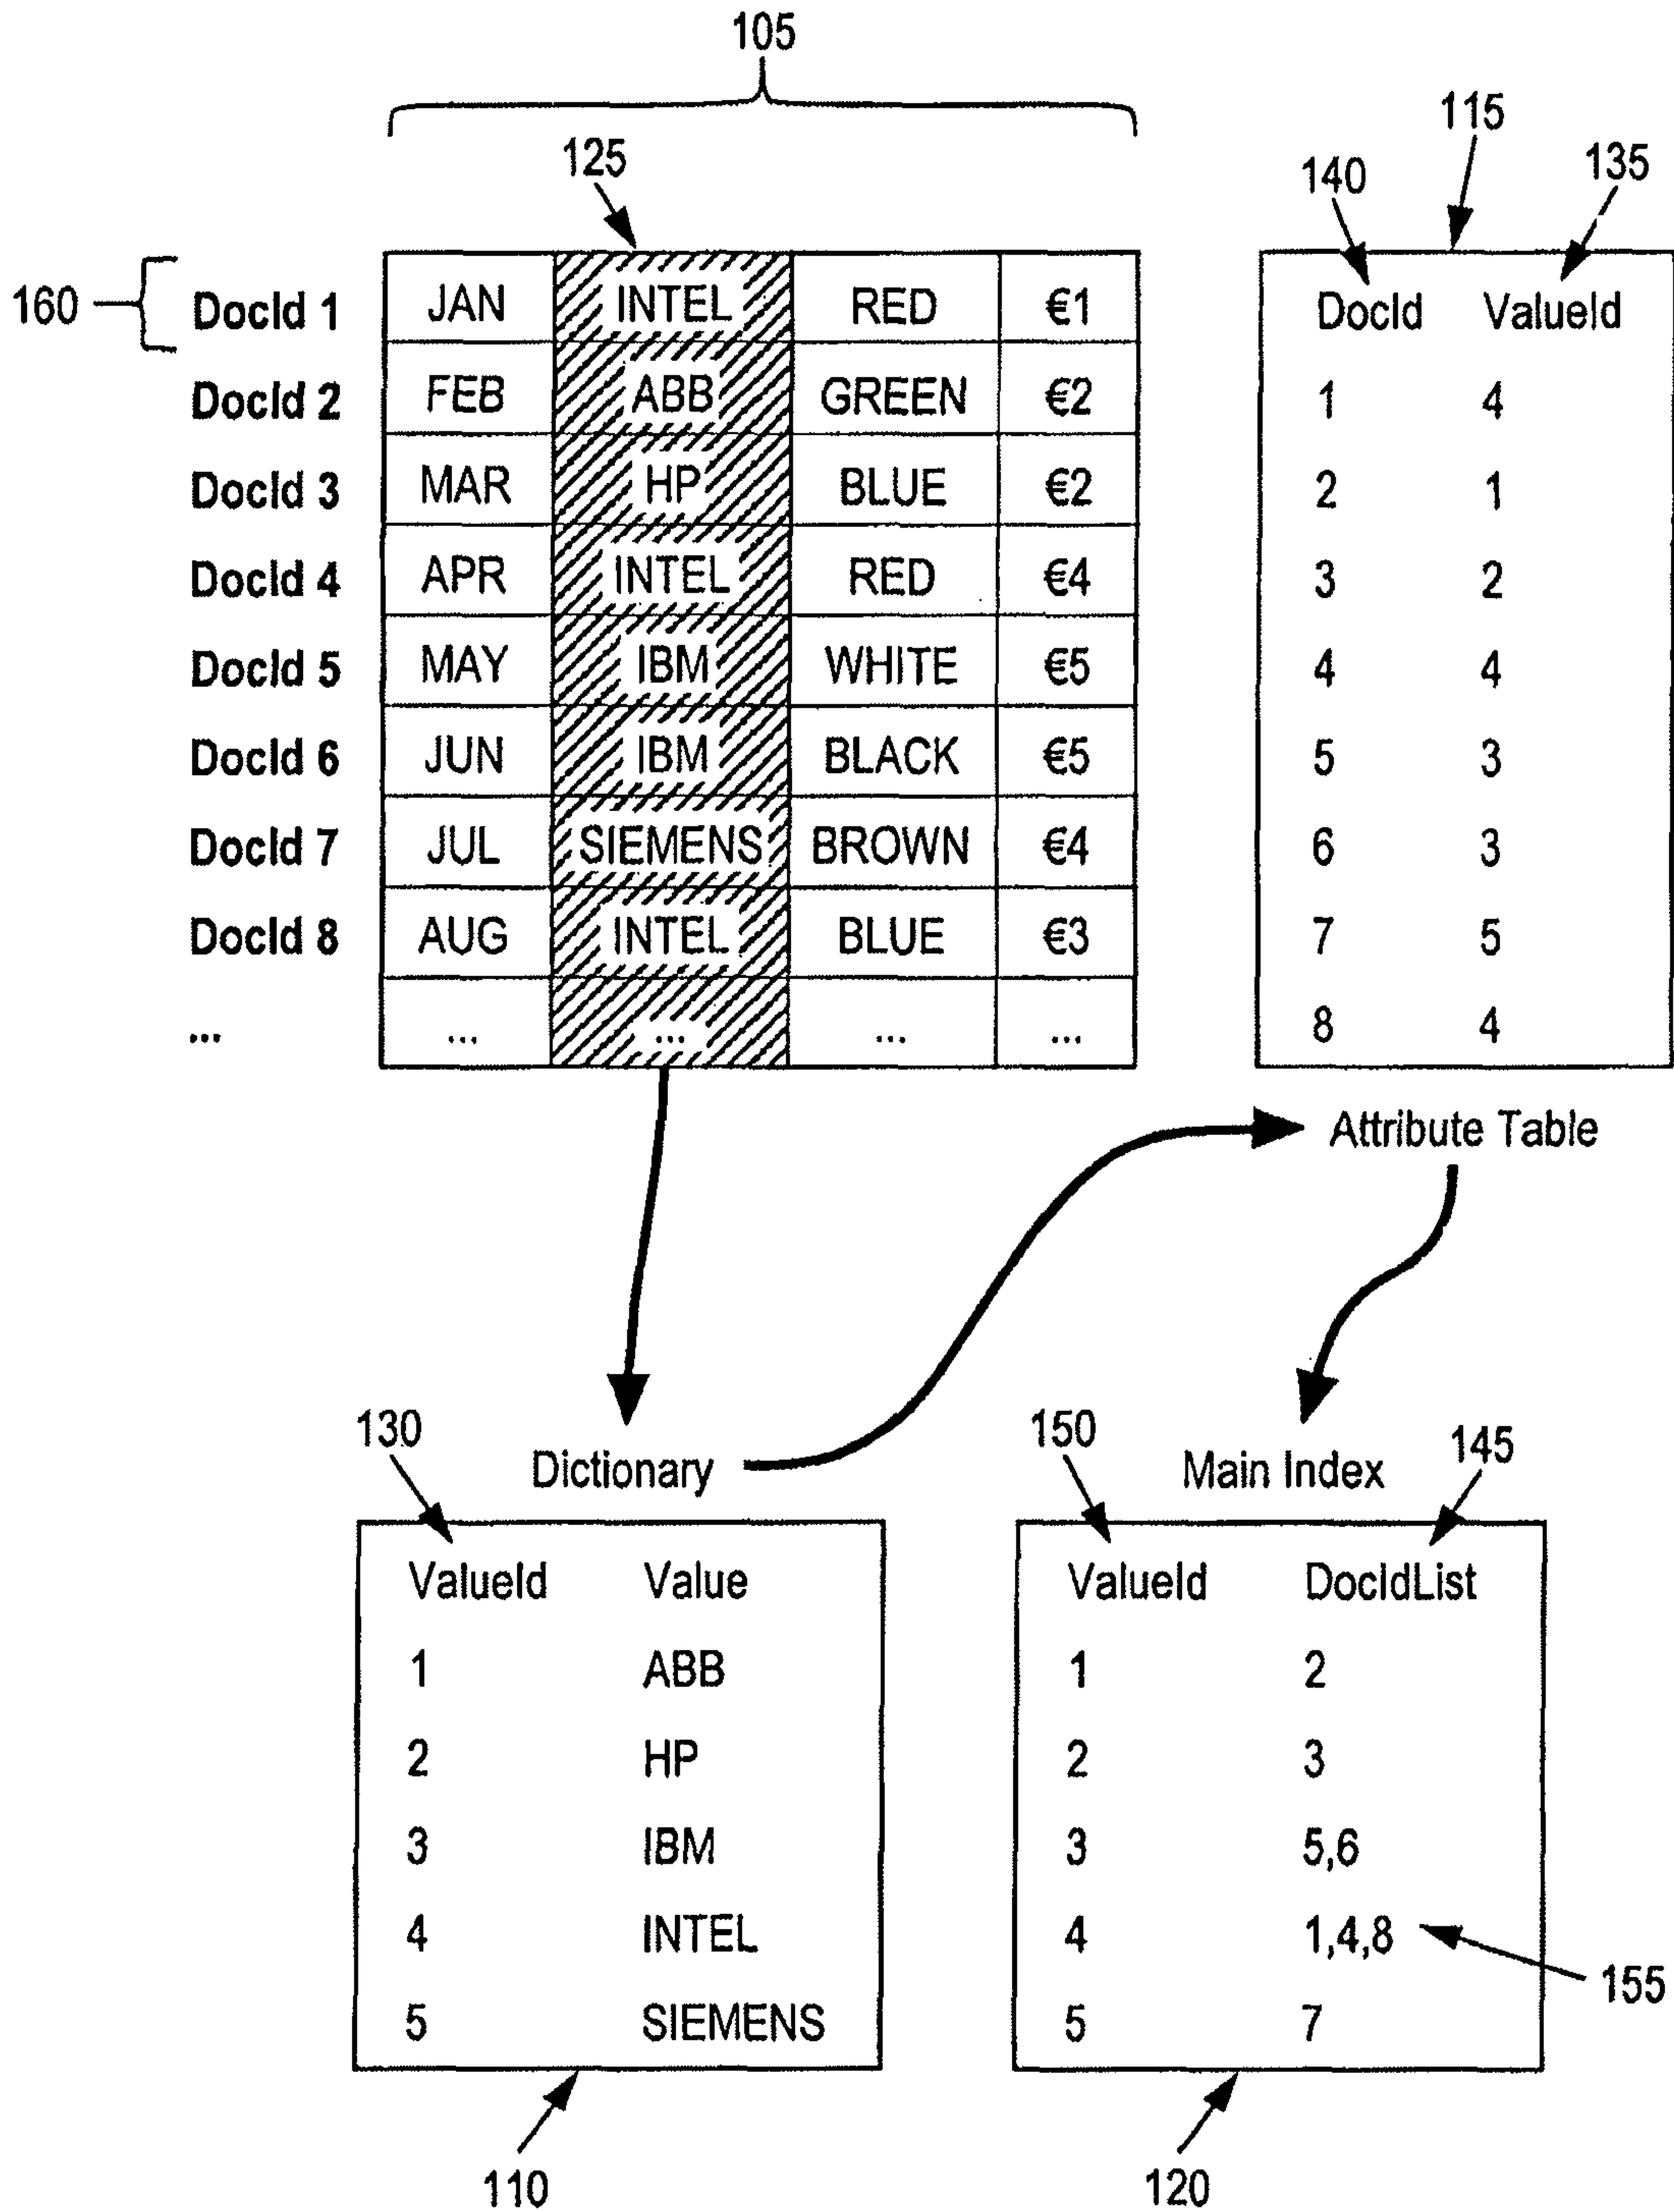 105
125
115
140
135
160
DocId 1 JAN INTEL RED €1
DocId 2 FEB ABB GREEN €2
DocId 3 MAR HP BLUE €2
DocId 4 APR INTEL RED €4
DocId 5 MAY IBM WHITE €5
DocId 6 JUN IBM BLACK €5
DocId 7 JUL SIEMENS BROWN €4
DocId 8 AUG INTEL BLUE €3
... ... ... ... ...
DocId ValueId
1 4
2 1
3 2
4 4
5 3
6 3
7 5
8 4
Attribute Table
130
Dictionary
ValueId Value
1 ABB
2 HP
3 IBM
4 INTEL
5 SIEMENS
110
150
Main Index
145
ValueId DocIdList
1 2
2 3
3 5,6
4 1,4,8
5 7
155
120